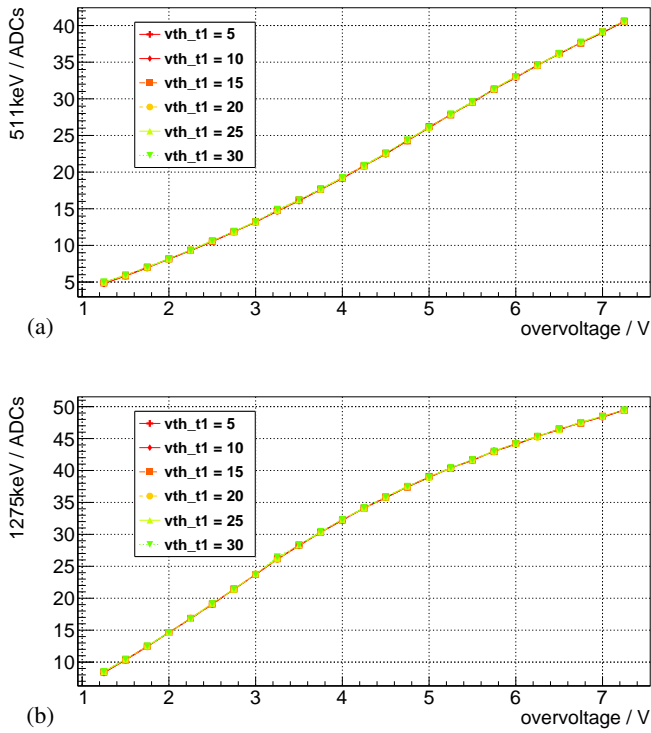 511keV / ADCs
40
35
30
25
20
15
10
5
vth_t1 = 5
vth_t1 = 10
vth_t1 = 15
vth_t1 = 20
vth_t1 = 25
vth_t1 = 30
1 2 3 4 5 6 7
overvoltage / V
(a)
1275keV / ADCs
50
45
40
35
30
25
20
15
10
vth_t1 = 5
vth_t1 = 10
vth_t1 = 15
vth_t1 = 20
vth_t1 = 25
vth_t1 = 30
1 2 3 4 5 6 7
overvoltage / V
(b)